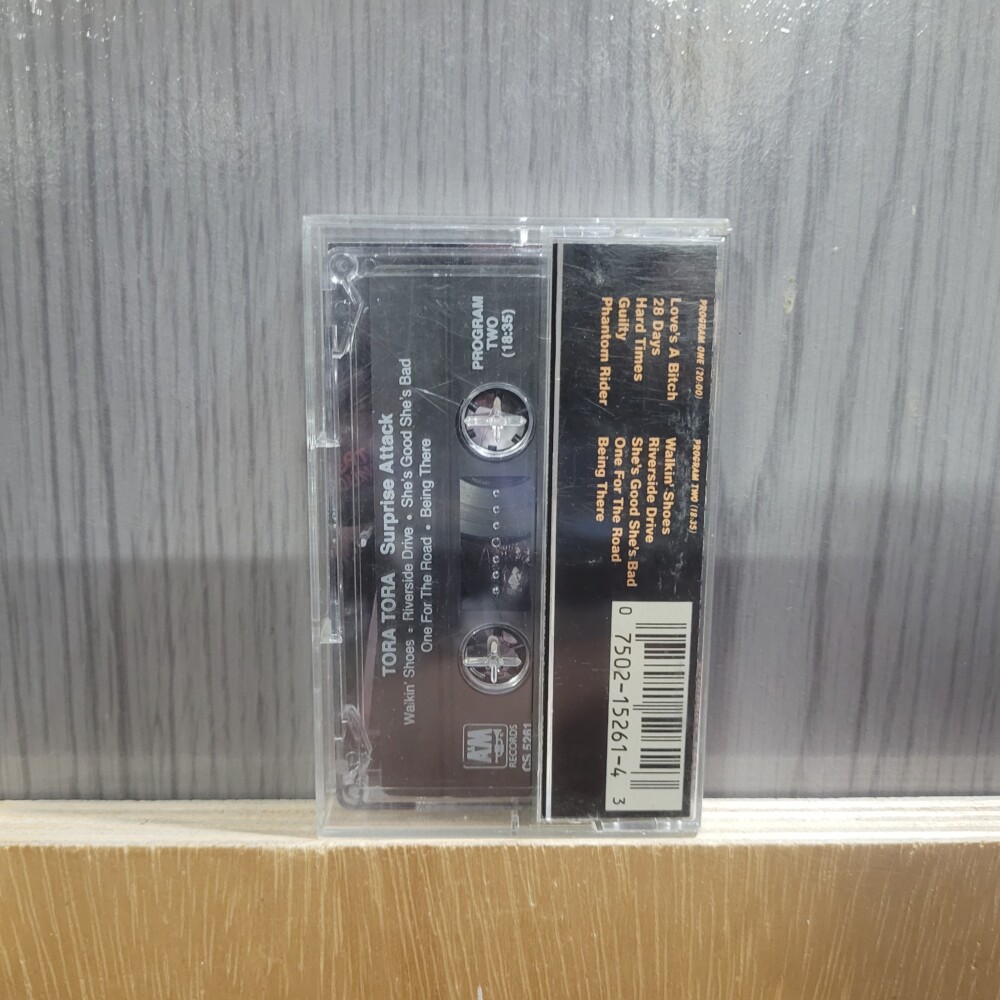 PROGRAM ONE (20:00)
Love's A Bitch
28 Days
Hard Times
Guilty
Phantom Rider
PROGRAM TWO (18:35)
Walkin' Shoes
Riverside Drive
She's Good She's Bad
One For The Road
Being There
0 7502-15261-4 3
TORA TORA Surprise Attack
Walkin' Shoes • Riverside Drive • She's Good She's Bad
One For The Road • Being There
PROGRAM
TWO
(18:35)
A&M
RECORDS
CS 5261